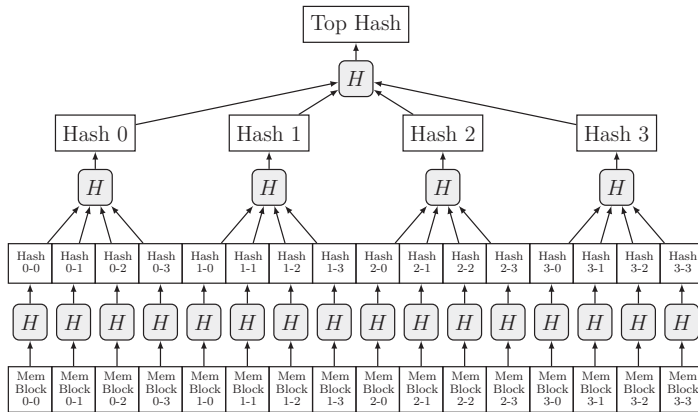 Top Hash
H
Hash 0 Hash 1 Hash 2 Hash 3
H H H H
Hash Hash Hash Hash Hash Hash Hash Hash Hash Hash Hash Hash Hash Hash Hash Hash
0-0 0-1 0-2 0-3 1-0 1-1 1-2 1-3 2-0 2-1 2-2 2-3 3-0 3-1 3-2 3-3
H H H H H H H H H H H H H H H H
Mem Mem Mem Mem Mem Mem Mem Mem Mem Mem Mem Mem Mem Mem Mem Mem
Block Block Block Block Block Block Block Block Block Block Block Block Block Block Block Block
0-0 0-1 0-2 0-3 1-0 1-1 1-2 1-3 2-0 2-1 2-2 2-3 3-0 3-1 3-2 3-3